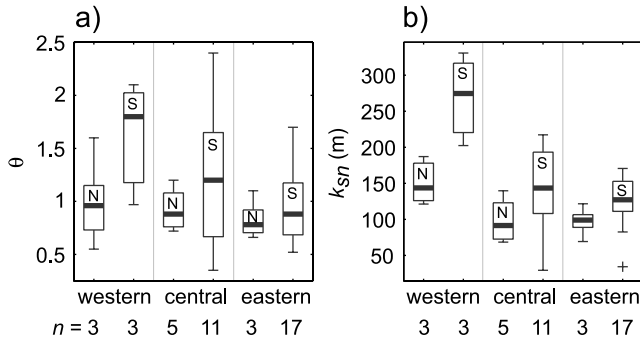 a)
b)
2.5
2
1.5
1
0.5
θ
N
S
N
S
N
S
western central eastern
n = 3 3 5 11 3 17
300
250
200
150
100
50
ksn (m)
N
S
N
S
S
western central eastern
3 3 5 11 3 17